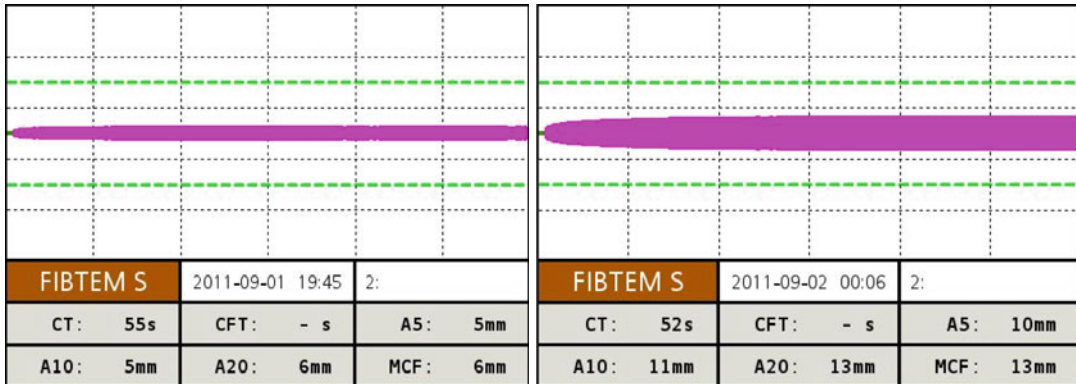 FIBTEM S 2011-09-01 19:45 2:
CT: 55s CFT: - s A5: 5mm
A10: 5mm A20: 6mm MCF: 6mm
FIBTEM S 2011-09-02 00:06 2:
CT: 52s CFT: - s A5: 10mm
A10: 11mm A20: 13mm MCF: 13mm